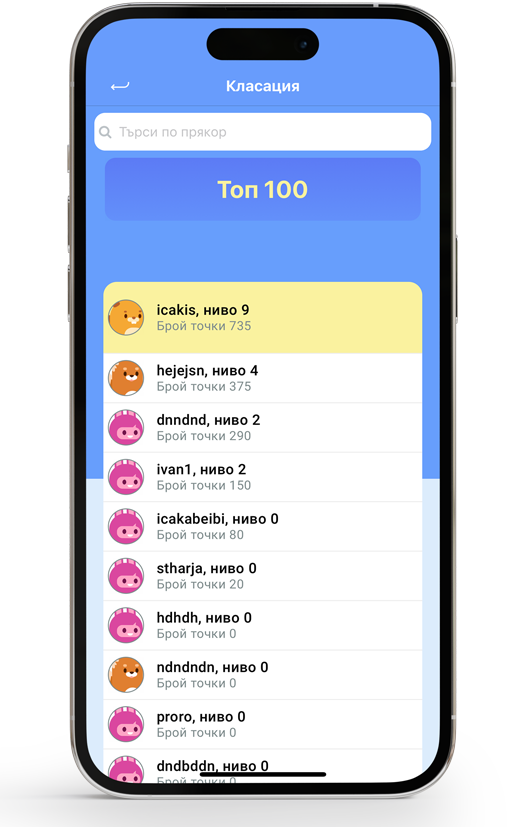 Класация
Търси по прякор
Топ 100
icakis, ниво 9
Брой точки 735
hejejsn, ниво 4
Брой точки 375
dnndnd, ниво 2
Брой точки 290
ivan1, ниво 2
Брой точки 150
icakabeibi, ниво 0
Брой точки 80
stharja, ниво 0
Брой точки 20
hdhdh, ниво 0
Брой точки 0
ndndndn, ниво 0
Брой точки 0
proro, ниво 0
Брой точки 0
dndbddn, ниво 0
Брой точки 0